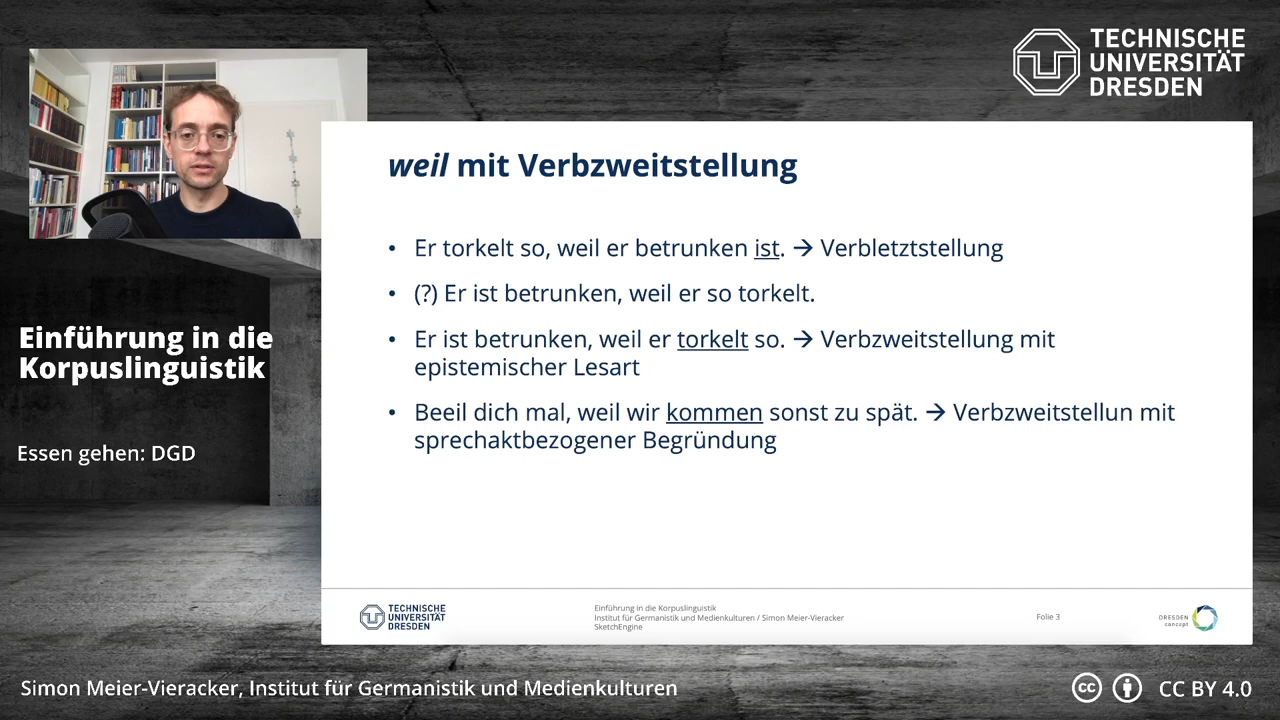 TECHNISCHE
UNIVERSITÄT
DRESDEN
weil mit Verbzweitstellung
• Er torkelt so, weil er betrunken ist. → Verbletztstellung
• (?) Er ist betrunken, weil er so torkelt.
• Er ist betrunken, weil er torkelt so. → Verbzweitstellung mit
epistemischer Lesart
• Beeil dich mal, weil wir kommen sonst zu spät. → Verbzweitstellun mit
sprechaktbezogener Begründung
Einführung in die
Korpuslinguistik
Essen gehen: DGD
TECHNISCHE
UNIVERSITÄT
DRESDEN
Einführung in die Korpuslinguistik
Institut für Germanistik und Medienkulturen / Simon Meier-Vieracker
SketchEngine
Folie 3
DRESDEN
concept
Simon Meier-Vieracker, Institut für Germanistik und Medienkulturen
cc
CC BY 4.0